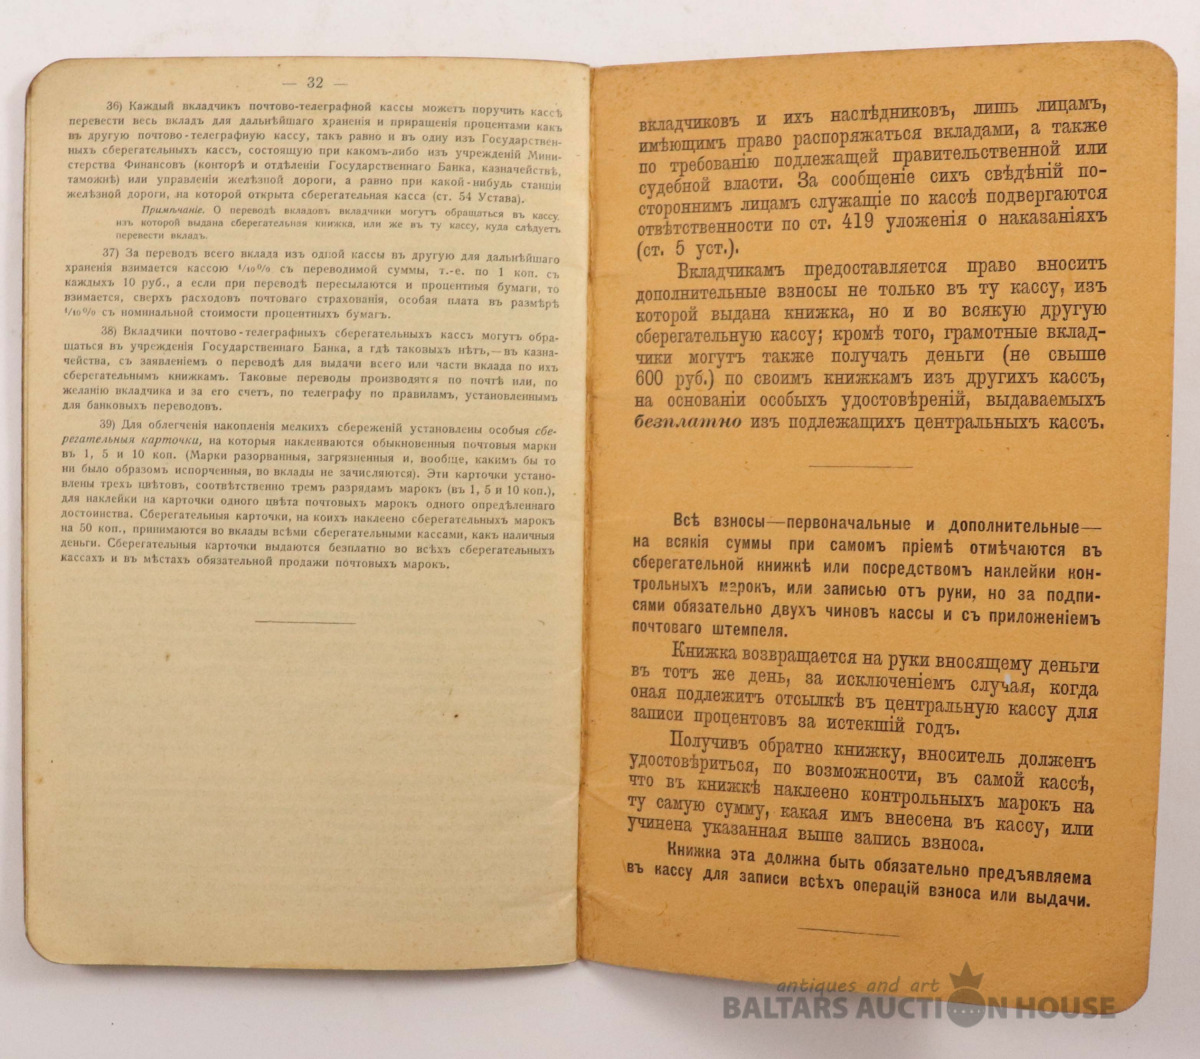 — 32 —
36) Каждый вкладчикъ почтово-телеграфной кассы можетъ поручить кассѣ
перевести весь вкладъ для дальнѣйшаго храненія и приращенія процентами какъ
въ другую почтово-телеграфную кассу, такъ равно и въ одну изъ Государствен-
ныхъ сберегательныхъ кассъ, состоящую при какомъ-либо изъ учрежденій Мини-
стерства Финансовъ (конторѣ и отдѣленіи Государственнаго Банка, казначействѣ,
таможнѣ) или управленіи желѣзной дороги, а равно при какой-нибудь станціи
желѣзной дороги, на которой открыта сберегательная касса (ст. 54 Устава).
Примѣчаніе. О переводѣ вкладовъ вкладчики могутъ обращаться въ кассу,
изъ которой выдана сберегательная книжка, или же въ ту кассу, куда слѣдуетъ
перевести вкладъ.
37) За переводъ всего вклада изъ одной кассы въ другую для дальнѣйшаго
храненія взимается кассою 1/10% съ переводимой суммы, т.-е. по 1 коп. съ
каждыхъ 10 руб., а если при переводѣ пересылаются и процентныя бумаги, то
взимается, сверхъ расходовъ почтоваго страхованія, особая плата въ размѣрѣ
1/10% съ номинальной стоимости процентныхъ бумагъ.
38) Вкладчики почтово-телеграфныхъ сберегательныхъ кассъ могутъ обра-
щаться въ учрежденія Государственнаго Банка, а гдѣ таковыхъ нѣтъ,—въ казна-
чейства, съ заявленіемъ о переводѣ для выдачи всего или части вклада по ихъ
сберегательнымъ книжкамъ. Таковые переводы производятся по почтѣ или, по
желанію вкладчика и за его счетъ, по телеграфу по правиламъ, установленнымъ
для банковыхъ переводовъ.
39) Для облегченія накопленія мелкихъ сбереженій установлены особыя сбе-
регательныя карточки, на которыя наклеиваются обыкновенныя почтовыя марки
въ 1, 5 и 10 коп. (Марки разорванныя, загрязненныя и, вообще, какимъ бы то
ни было образомъ испорченныя, во вклады не зачисляются). Эти карточки устано-
влены трехъ цвѣтовъ, соотвѣтственно тремъ разрядамъ марокъ (въ 1, 5 и 10 коп.),
для наклейки на карточки одного цвѣта почтовыхъ марокъ одного опредѣленнаго
достоинства. Сберегательныя карточки, на коихъ наклеено сберегательныхъ марокъ
на 50 коп., принимаются во вклады всѣми сберегательными кассами, какъ наличныя
деньги. Сберегательныя карточки выдаются безплатно во всѣхъ сберегательныхъ
кассахъ и въ мѣстахъ обязательной продажи почтовыхъ марокъ.
вкладчиковъ и ихъ наслѣдниковъ, лишь лицамъ,
имѣющимъ право распоряжаться вкладами, а также
по требованію подлежащей правительственной или
судебной власти. За сообщеніе сихъ свѣдѣній по-
стороннимъ лицамъ служащіе по кассѣ подвергаются
отвѣтственности по ст. 419 уложенія о наказаніяхъ
(ст. 5 уст.).
Вкладчикамъ предоставляется право вносить
дополнительные взносы не только въ ту кассу, изъ
которой выдана книжка, но и во всякую другую
сберегательную кассу; кромѣ того, грамотные вклад-
чики могутъ также получать деньги (не свыше
600 руб.) по своимъ книжкамъ изъ другихъ кассъ,
на основаніи особыхъ удостовѣреній, выдаваемыхъ
безплатно изъ подлежащихъ центральныхъ кассъ.
Всѣ взносы—первоначальные и дополнительные—
на всякія суммы при самомъ пріемѣ отмѣчаются въ
сберегательной книжкѣ или посредствомъ наклейки кон-
трольныхъ марокъ, или записью отъ руки, но за подпи-
сями обязательно двухъ чиновъ кассы и съ приложеніемъ
почтоваго штемпеля.
Книжка возвращается на руки вносящему деньги
въ тотъ же день, за исключеніемъ случая, когда
оная подлежитъ отсылкѣ въ центральную кассу для
записи процентовъ за истекшій годъ.
Получивъ обратно книжку, вноситель долженъ
удостовѣриться, по возможности, въ самой кассѣ,
что въ книжкѣ наклеено контрольныхъ марокъ на
ту самую сумму, какая имъ внесена въ кассу, или
учинена указанная выше запись взноса.
Книжка эта должна быть обязательно предъявляема
въ кассу для записи всѣхъ операцій взноса или выдачи.
antiques and art
BALTARS AUCTION HOUSE